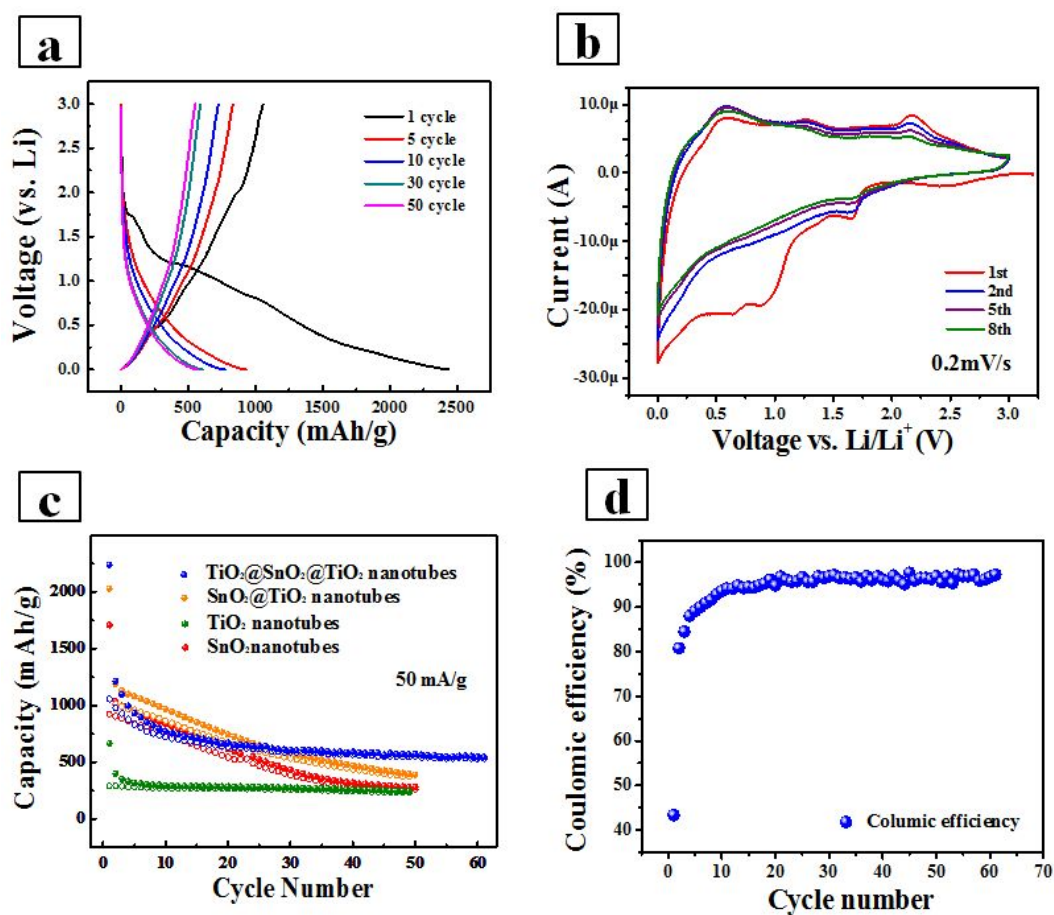 a
3.0
2.5
2.0
1.5
1.0
0.5
0.0
Voltage (vs. Li)
1 cycle
5 cycle
10 cycle
30 cycle
50 cycle
0 500 1000 1500 2000 2500
Capacity (mAh/g)
b
10.0μ
0.0
-10.0μ
-20.0μ
-30.0μ
Current (A)
1st
2nd
5th
8th
0.2mV/s
0.0 0.5 1.0 1.5 2.0 2.5 3.0
Voltage vs. Li/Li⁺ (V)
c
2000
1500
1000
500
0
Capacity (mAh/g)
TiO₂@SnO₂@TiO₂ nanotubes
SnO₂@TiO₂ nanotubes
TiO₂ nanotubes
SnO₂nanotubes
50 mA/g
0 10 20 30 40 50 60
Cycle Number
d
100
90
80
70
60
50
40
Coulomic efficiency (%)
Columic efficiency
0 10 20 30 40 50 60 70
Cycle number